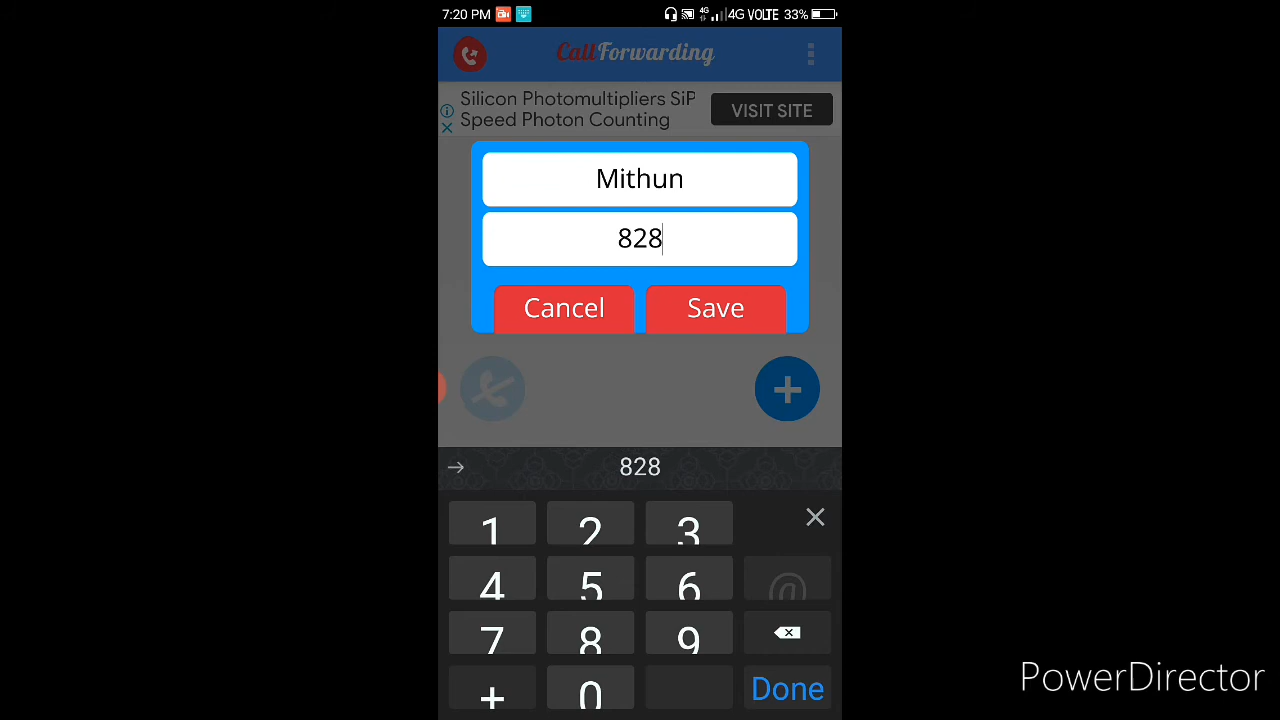 7:20 PM 4G 4G VOLTE 33%
CallForwarding
Silicon Photomultipliers SiP
Speed Photon Counting
VISIT SITE
Mithun
828
Cancel Save
828
1 2 3
4 5 6 @
7 8 9
+ 0 Done
PowerDirector